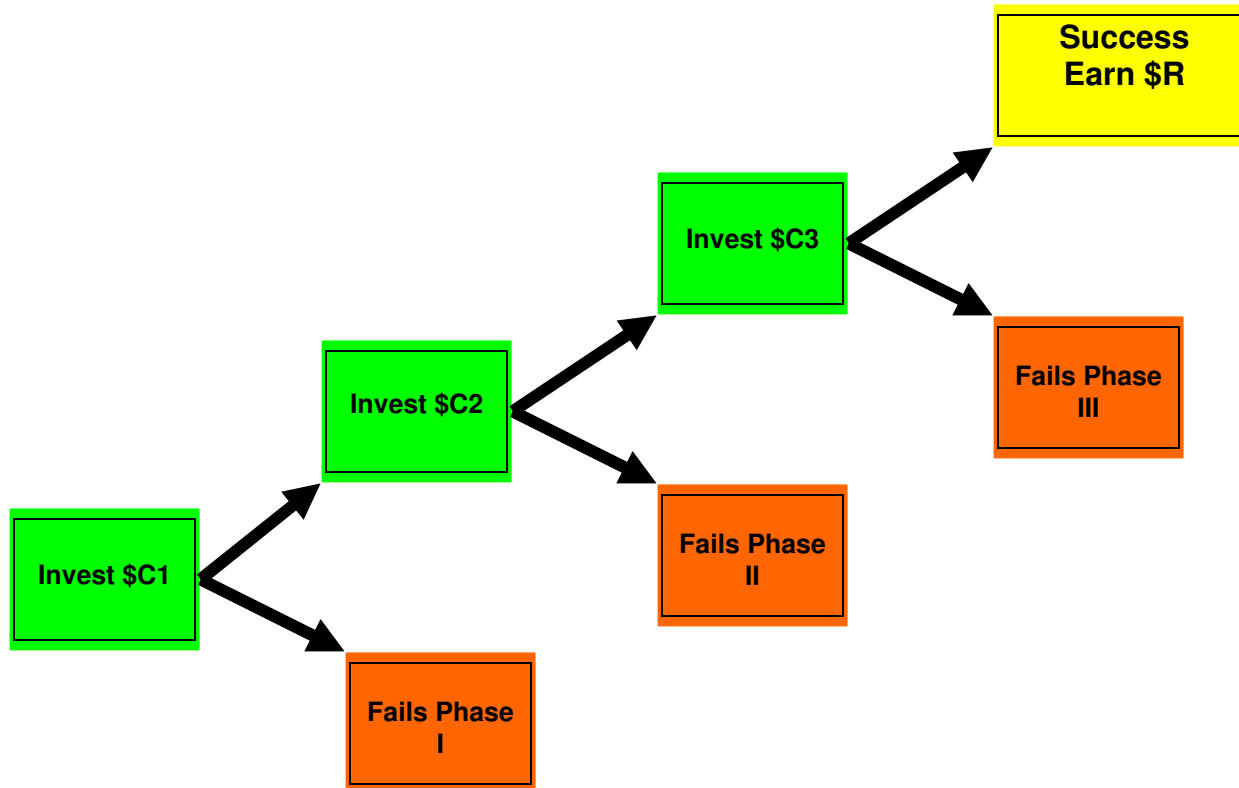 Success
Earn $R
Invest $C3
Fails Phase
III
Invest $C2
Fails Phase
II
Invest $C1
Fails Phase
I